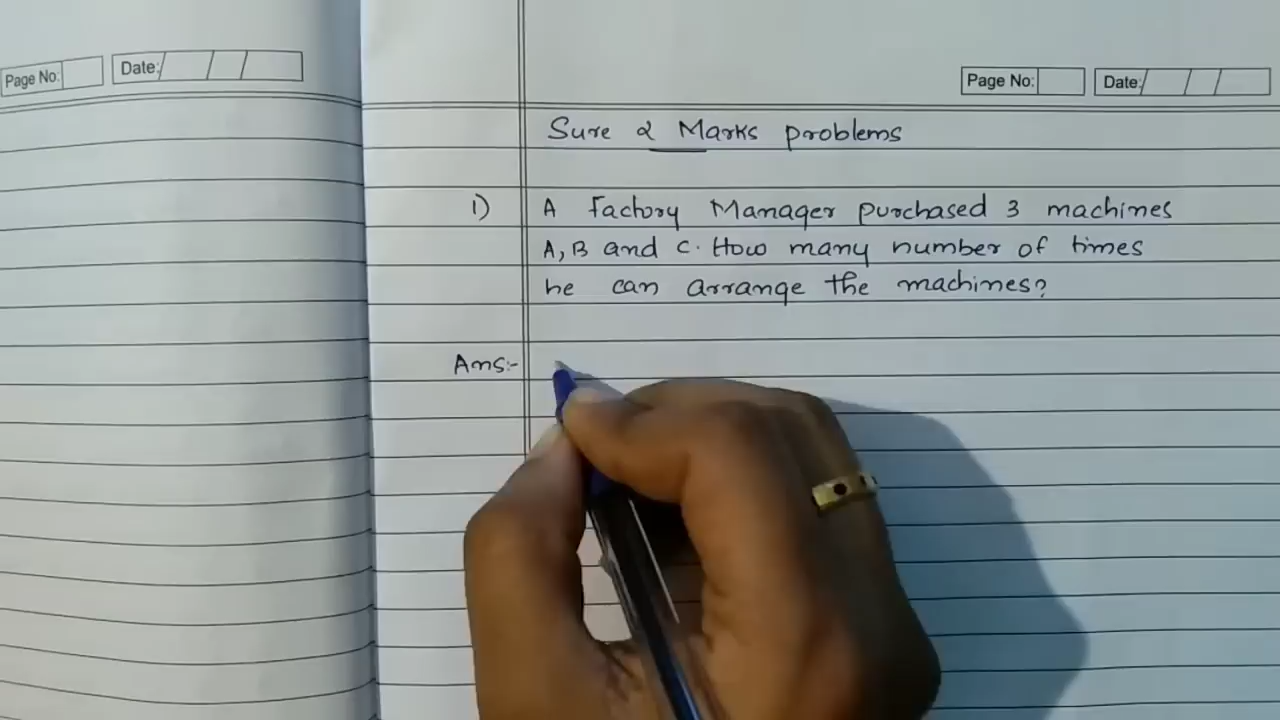 Page No:
Date:
Page No:
Date:
Sure 2 Marks problems
1) A Factory Manager purchased 3 machines
A, B and C. How many number of times
he can arrange the machines?
Ans:-